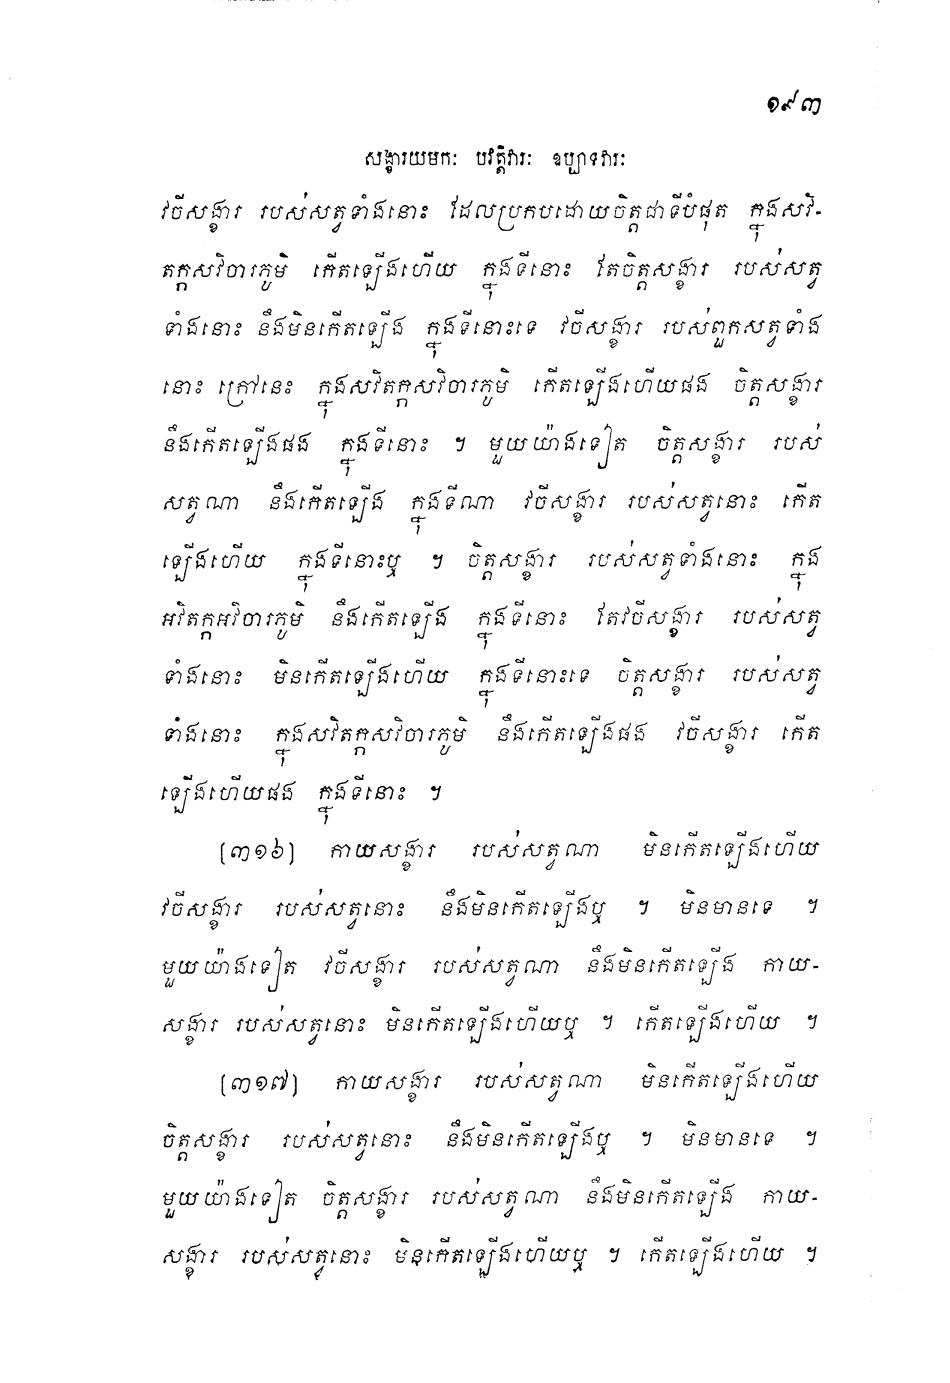 ១៩៣
សង្ខារយមកៈ បវត្តិវារៈ ឧប្បាទវារៈ
វចីសង្ខារ របស់សត្វទាំងនោះ ដែលប្រកបដោយចិត្តជាទីបំផុត ក្នុងសវិ-
តក្កសវិចារភូមិ កើតឡើងហើយ ក្នុងទីនោះ តែចិត្តសង្ខារ របស់សត្វ
ទាំងនោះ នឹងមិនកើតឡើង ក្នុងទីនោះទេ វចីសង្ខារ របស់ពួកសត្វទាំង
នោះ ក្រៅនេះ ក្នុងសវិតក្កសវិចារភូមិ កើតឡើងហើយផង ចិត្តសង្ខារ
នឹងកើតឡើងផង ក្នុងទីនោះ ។ មួយយ៉ាងទៀត ចិត្តសង្ខារ របស់
សត្វណា នឹងកើតឡើង ក្នុងទីណា វចីសង្ខារ របស់សត្វនោះ កើត
ឡើងហើយ ក្នុងទីនោះឬ ។ ចិត្តសង្ខារ របស់សត្វទាំងនោះ ក្នុង
អវិតក្កអវិចារភូមិ នឹងកើតឡើង ក្នុងទីនោះ តែវចីសង្ខារ របស់សត្វ
ទាំងនោះ មិនកើតឡើងហើយ ក្នុងទីនោះទេ ចិត្តសង្ខារ របស់សត្វ
ទាំងនោះ ក្នុងសវិតក្កសវិចារភូមិ នឹងកើតឡើងផង វចីសង្ខារ កើត
ឡើងហើយផង ក្នុងទីនោះ ។
(៣១៦) កាយសង្ខារ របស់សត្វណា មិនកើតឡើងហើយ
វចីសង្ខារ របស់សត្វនោះ នឹងមិនកើតឡើងឬ ។ មិនមានទេ ។
មួយយ៉ាងទៀត វចីសង្ខារ របស់សត្វណា នឹងមិនកើតឡើង កាយ-
សង្ខារ របស់សត្វនោះ មិនកើតឡើងហើយឬ ។ កើតឡើងហើយ ។
(៣១៧) កាយសង្ខារ របស់សត្វណា មិនកើតឡើងហើយ
ចិត្តសង្ខារ របស់សត្វនោះ នឹងមិនកើតឡើងឬ ។ មិនមានទេ ។
មួយយ៉ាងទៀត ចិត្តសង្ខារ របស់សត្វណា នឹងមិនកើតឡើង កាយ-
សង្ខារ របស់សត្វនោះ មិនកើតឡើងហើយឬ ។ កើតឡើងហើយ ។